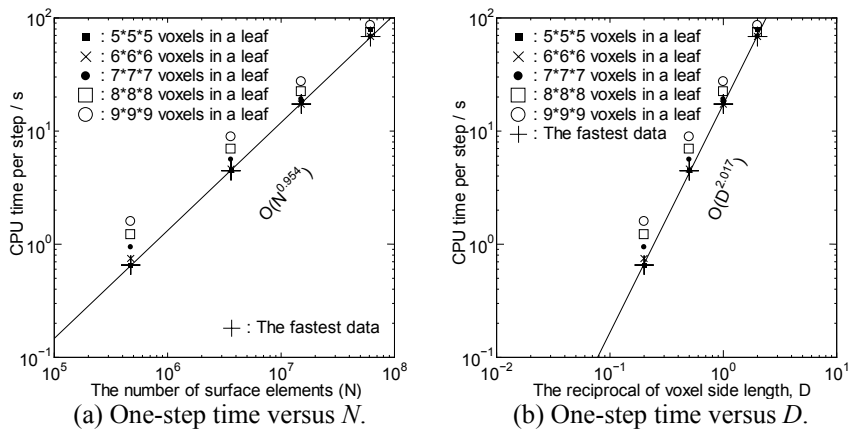 10^2
10^1
10^0
10^-1
CPU time per step / s
■ : 5*5*5 voxels in a leaf
× : 6*6*6 voxels in a leaf
● : 7*7*7 voxels in a leaf
□ : 8*8*8 voxels in a leaf
○ : 9*9*9 voxels in a leaf
O(N^0.954)
+ : The fastest data
10^5 10^6 10^7 10^8
The number of surface elements (N)
(a) One-step time versus N.
10^2
10^1
10^0
10^-1
CPU time per step / s
■ : 5*5*5 voxels in a leaf
× : 6*6*6 voxels in a leaf
● : 7*7*7 voxels in a leaf
□ : 8*8*8 voxels in a leaf
○ : 9*9*9 voxels in a leaf
+ : The fastest data
O(D^2.017)
10^-2 10^-1 10^0 10^1
The reciprocal of voxel side length, D
(b) One-step time versus D.